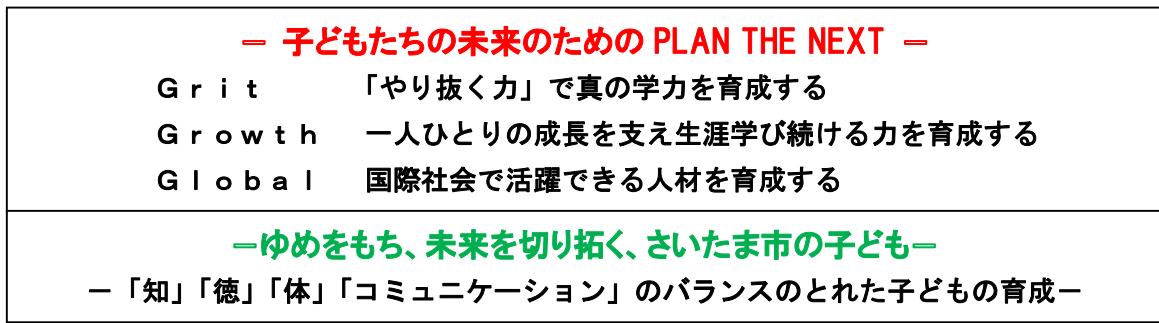 ― 子どもたちの未来のための PLAN THE NEXT ―
Ｇｒｉｔ 「やり抜く力」で真の学力を育成する
Ｇｒｏｗｔｈ 一人ひとりの成長を支え生涯学び続ける力を育成する
Ｇｌｏｂａｌ 国際社会で活躍できる人材を育成する
―ゆめをもち、未来を切り拓く、さいたま市の子ども―
－「知」「徳」「体」「コミュニケーション」のバランスのとれた子どもの育成－